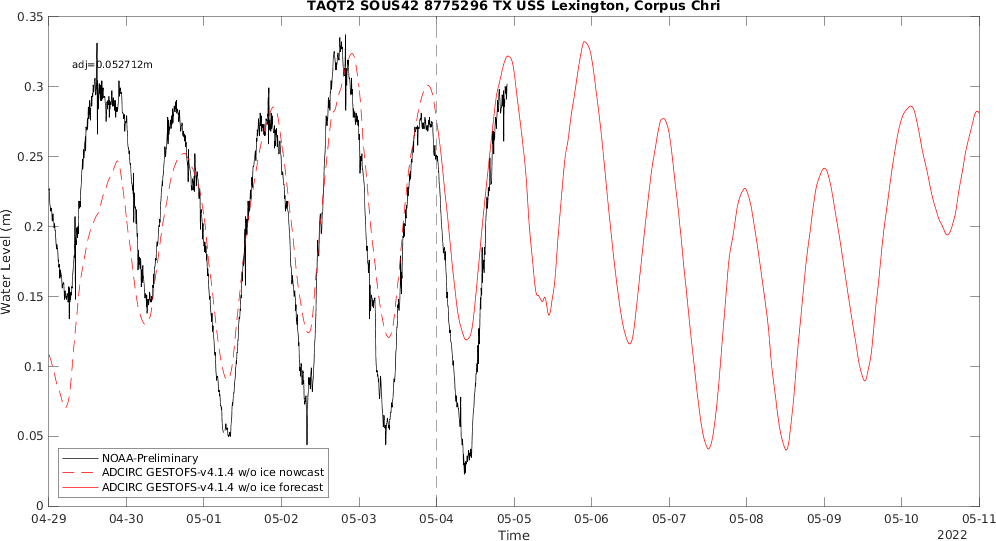 TAQT2 SOUS42 8775296 TX USS Lexington, Corpus Chri
adj=0.052712m
0.35
0.3
0.25
0.2
0.15
0.1
0.05
0
Water Level (m)
NOAA-Preliminary
ADCIRC GESTOFS-v4.1.4 w/o ice nowcast
ADCIRC GESTOFS-v4.1.4 w/o ice forecast
04-29 04-30 05-01 05-02 05-03 05-04 05-05 05-06 05-07 05-08 05-09 05-10 05-11
Time
2022